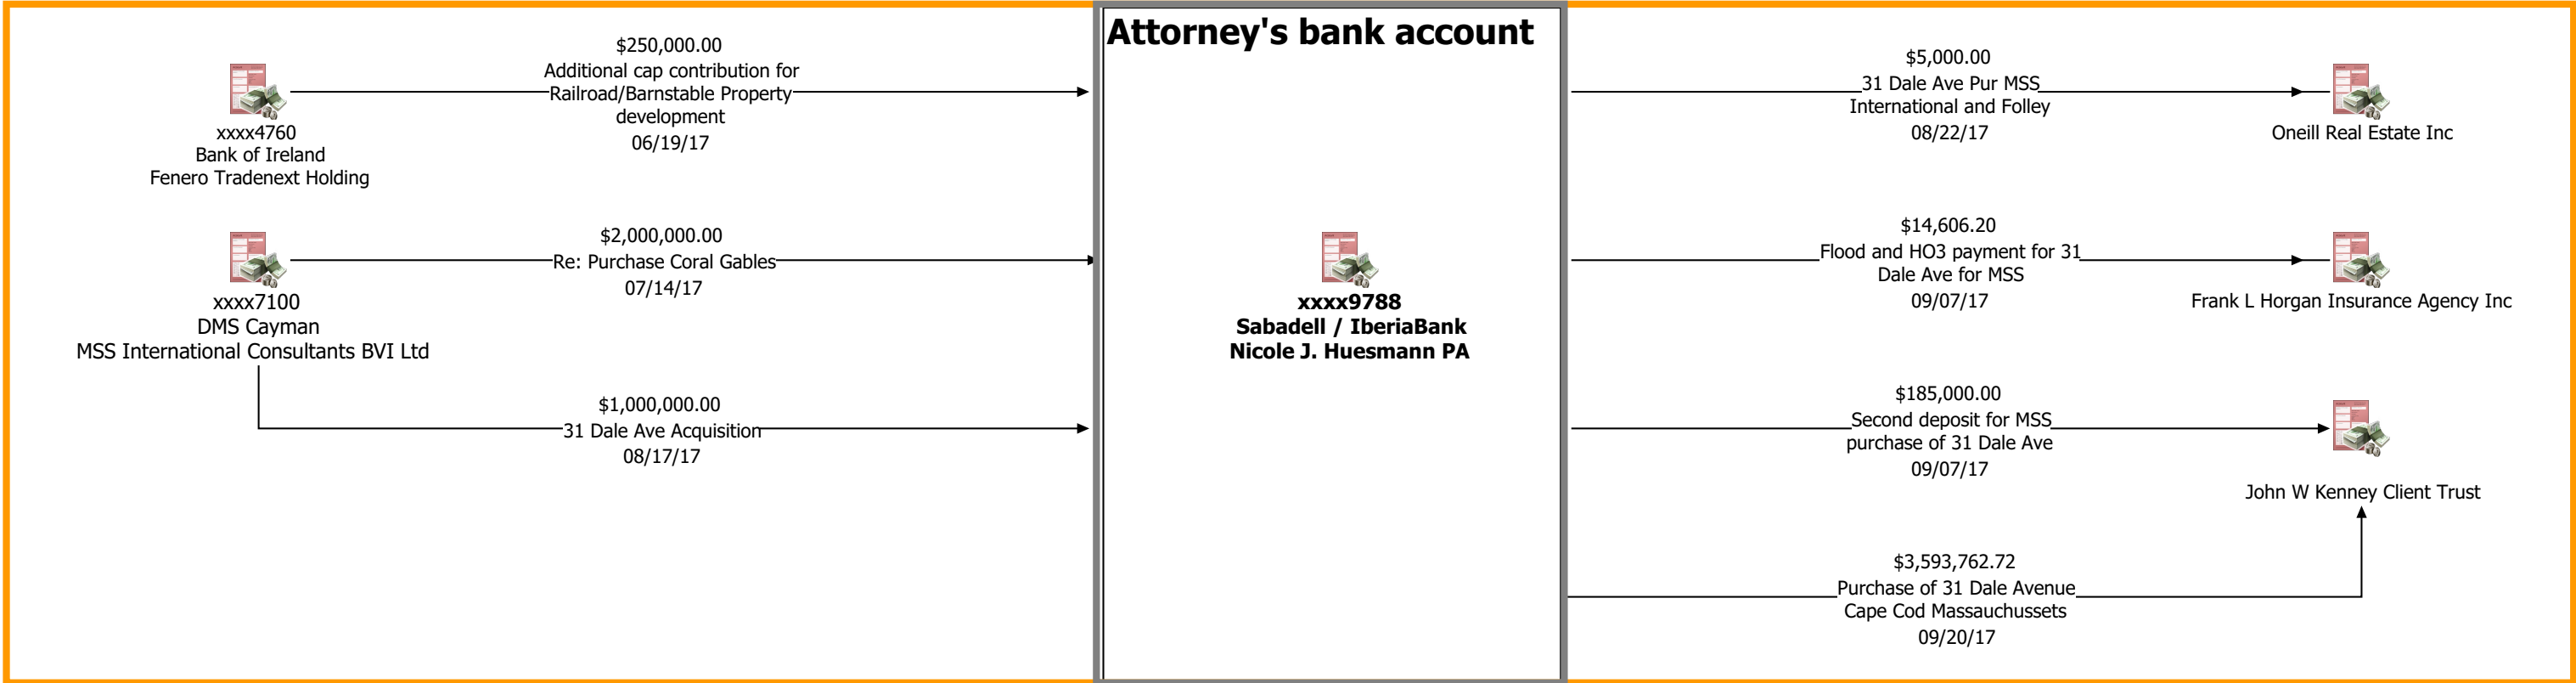 Attorney's bank account
$250,000.00
Additional cap contribution for
Railroad/Barnstable Property
development
06/19/17
xxxx4760
Bank of Ireland
Fenero Tradenext Holding
$2,000,000.00
Re: Purchase Coral Gables
07/14/17
xxxx7100
DMS Cayman
MSS International Consultants BVI Ltd
$1,000,000.00
31 Dale Ave Acquisition
08/17/17
xxxx9788
Sabadell / IberiaBank
Nicole J. Huesmann PA
$5,000.00
31 Dale Ave Pur MSS
International and Folley
08/22/17
Oneill Real Estate Inc
$14,606.20
Flood and HO3 payment for 31
Dale Ave for MSS
09/07/17
Frank L Horgan Insurance Agency Inc
$185,000.00
Second deposit for MSS
purchase of 31 Dale Ave
09/07/17
John W Kenney Client Trust
$3,593,762.72
Purchase of 31 Dale Avenue
Cape Cod Massauchussets
09/20/17